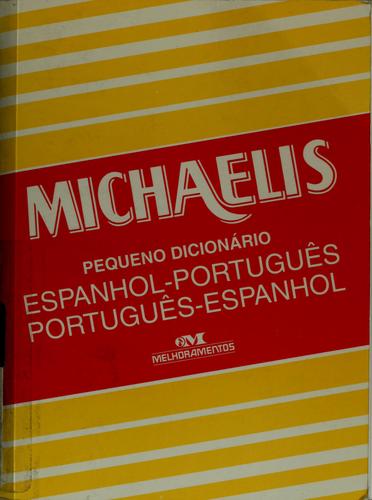 MICHAELIS
PEQUENO DICIONÁRIO
ESPANHOL-PORTUGUÊS
PORTUGUÊS-ESPANHOL
M
MELHORAMENTOS